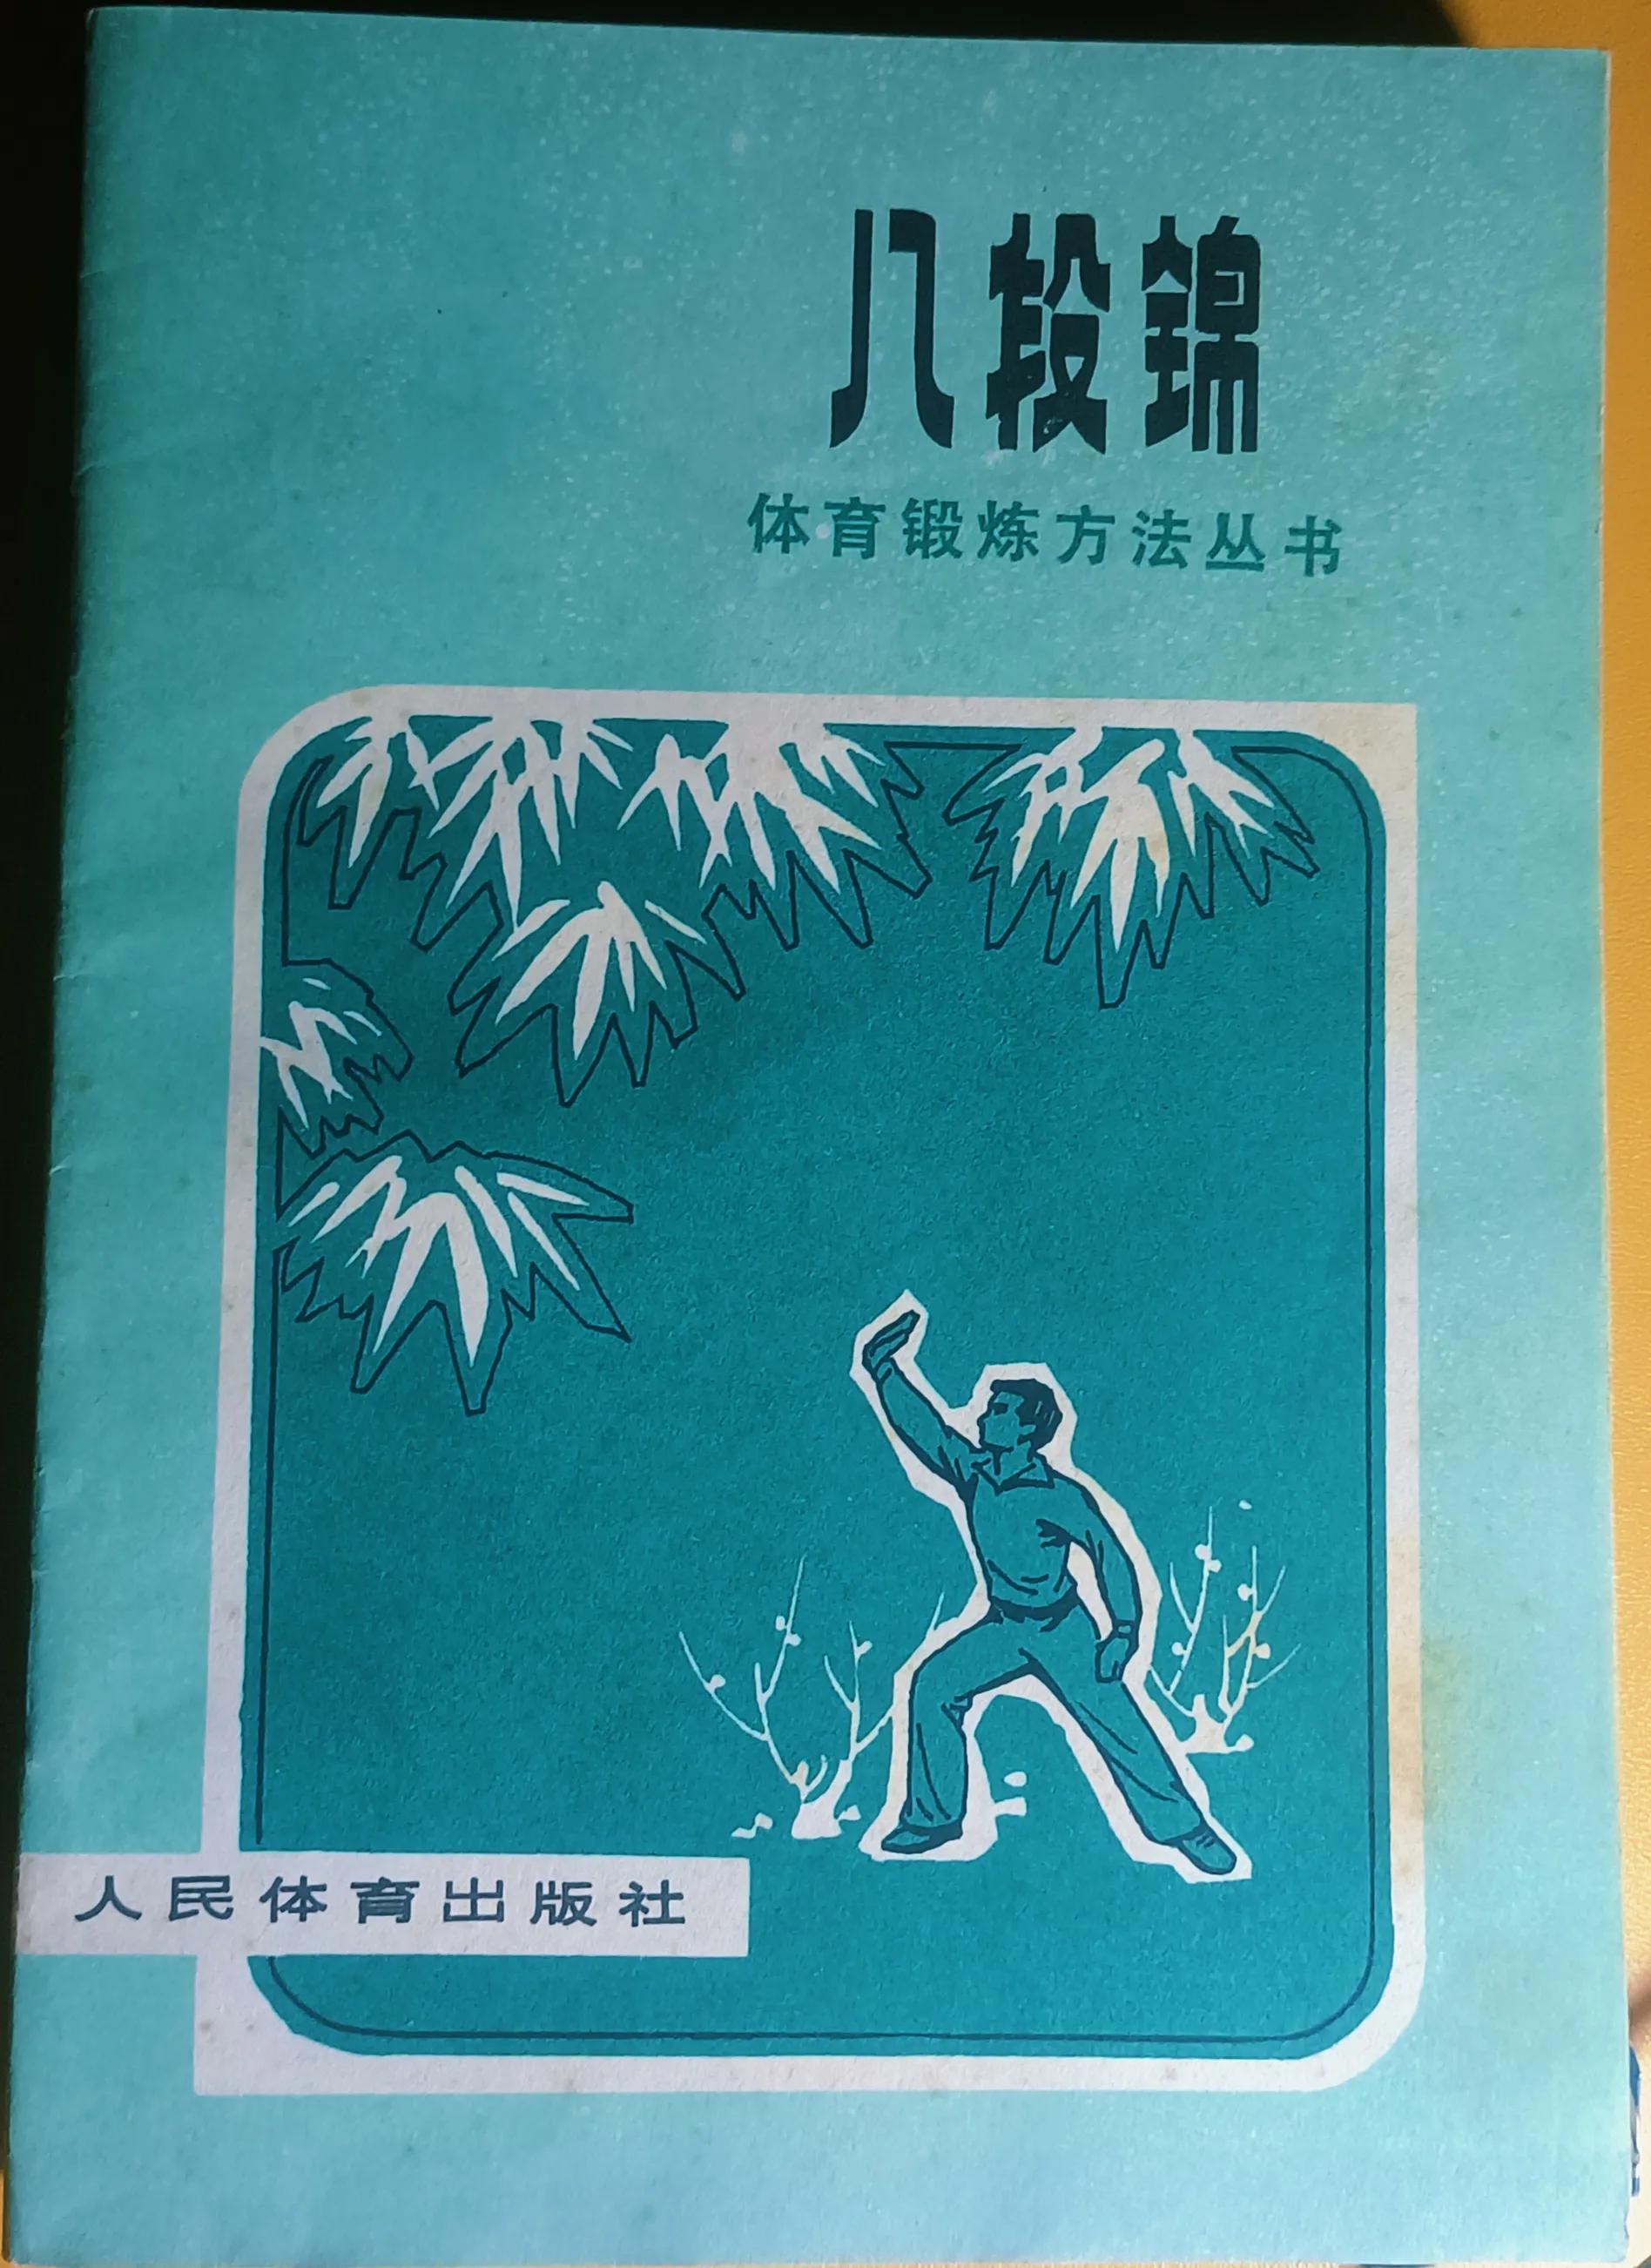 八段锦
体育锻炼方法丛书
人民体育出版社